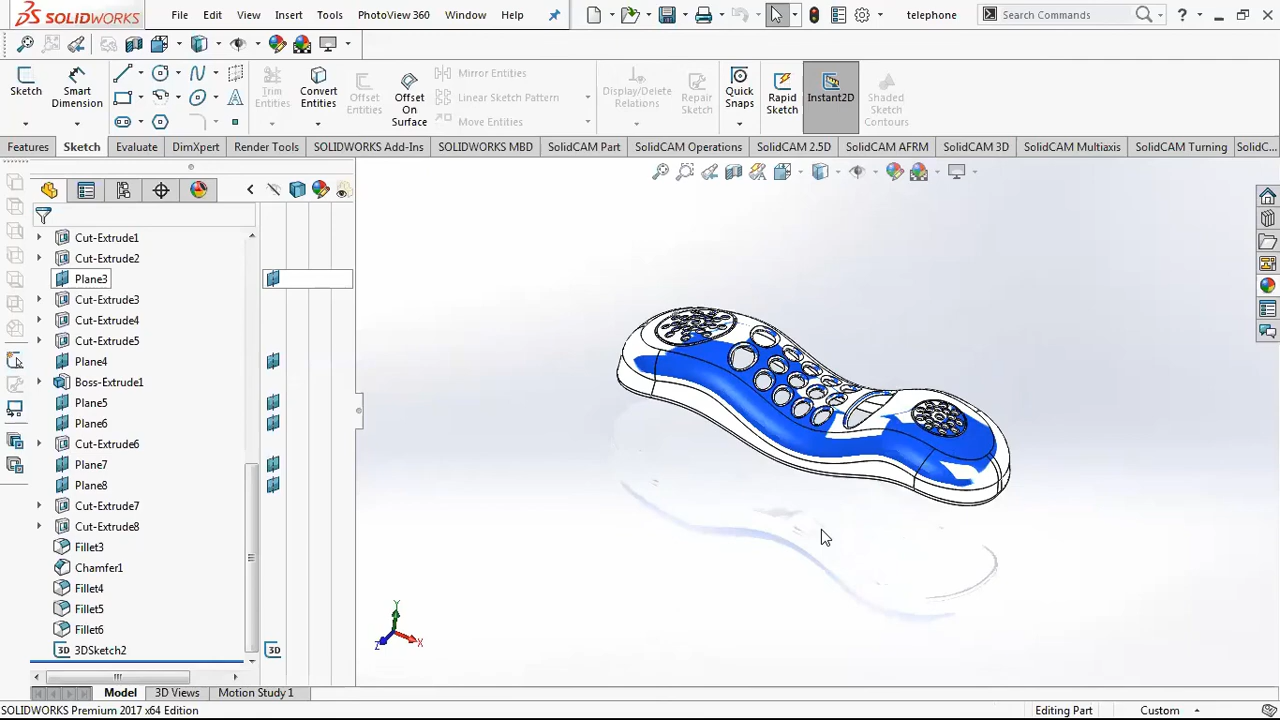 SOLIDWORKS File Edit View Insert Tools PhotoView 360 Window Help telephone Search Commands ?
Sketch Smart Dimension Trim Entities Convert Entities Offset Entities Offset On Surface Mirror Entities Linear Sketch Pattern Move Entities Display/Delete Relations Repair Sketch Quick Snaps Rapid Sketch Instant2D Shaded Sketch Contours
Features Sketch Evaluate DimXpert Render Tools SOLIDWORKS Add-Ins SOLIDWORKS MBD SolidCAM Part SolidCAM Operations SolidCAM 2.5D SolidCAM AFRM SolidCAM 3D SolidCAM Multiaxis SolidCAM Turning SolidC...
Cut-Extrude1
Cut-Extrude2
Plane3
Cut-Extrude3
Cut-Extrude4
Cut-Extrude5
Plane4
Boss-Extrude1
Plane5
Plane6
Cut-Extrude6
Plane7
Plane8
Cut-Extrude7
Cut-Extrude8
Fillet3
Chamfer1
Fillet4
Fillet5
Fillet6
3D 3DSketch2 3D
Y
Z X
Model 3D Views Motion Study 1
SOLIDWORKS Premium 2017 x64 Edition Editing Part Custom